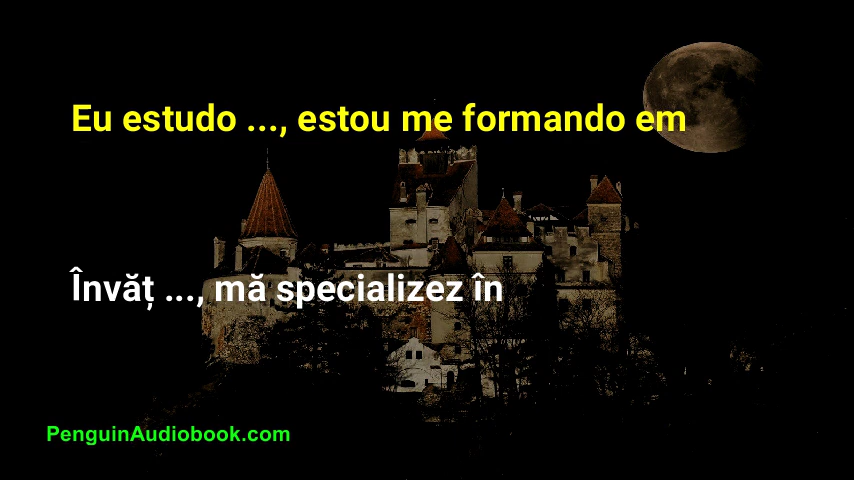 Eu estudo ..., estou me formando em
Învăț ..., mă specializez în
PenguinAudiobook.com